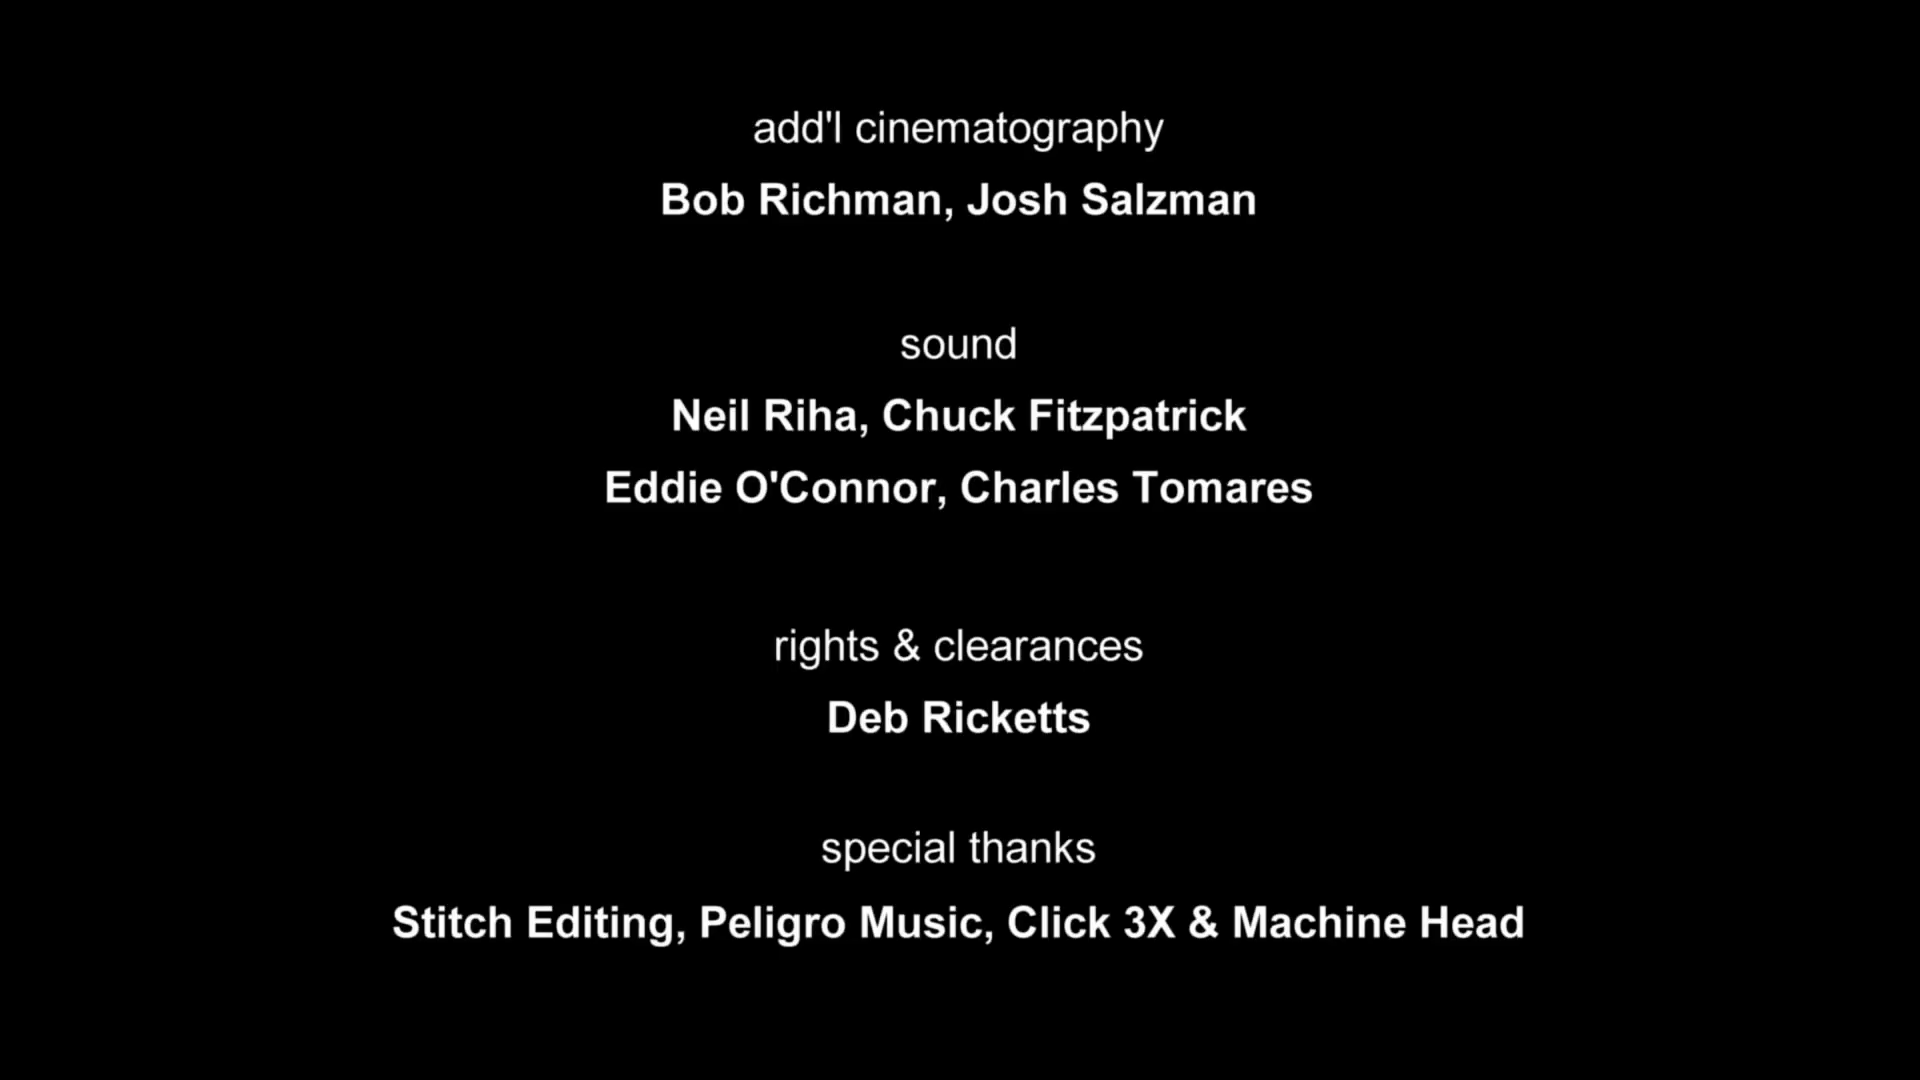 add'l cinematography
Bob Richman, Josh Salzman
sound
Neil Riha, Chuck Fitzpatrick
Eddie O'Connor, Charles Tomares
rights & clearances
Deb Ricketts
special thanks
Stitch Editing, Peligro Music, Click 3X & Machine Head